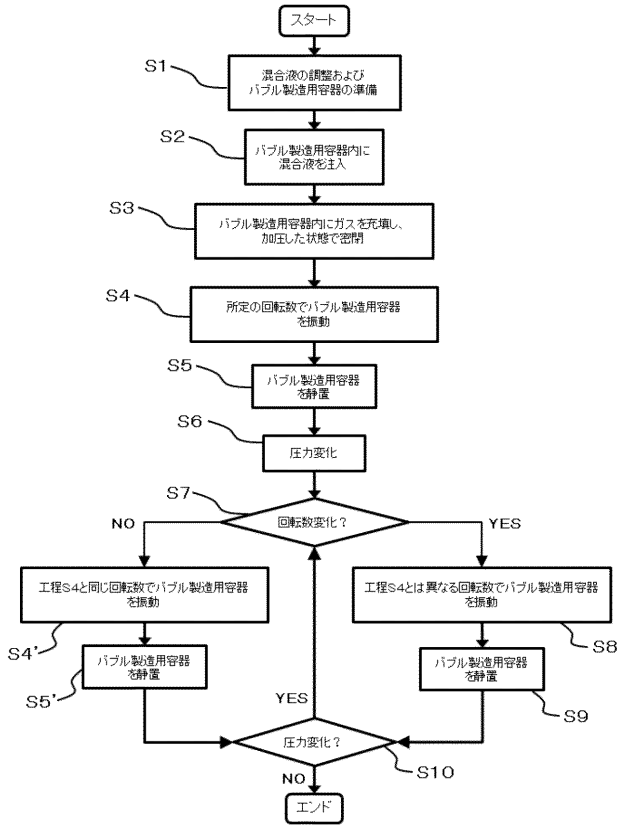 スタート
S1
混合液の調整および
バブル製造用容器の準備
S2
バブル製造用容器内に
混合液を注入
S3
バブル製造用容器内にガスを充填し、
加圧した状態で密閉
S4
所定の回転数でバブル製造用容器
を振動
S5
バブル製造用容器
を静置
S6
圧力変化
S7
回転数変化？
NO
YES
工程S4と同じ回転数でバブル製造用容器
を振動
S4'
工程S4とは異なる回転数でバブル製造用容器
を振動
S8
バブル製造用容器
を静置
S5'
バブル製造用容器
を静置
S9
YES
圧力変化？
S10
NO
エンド